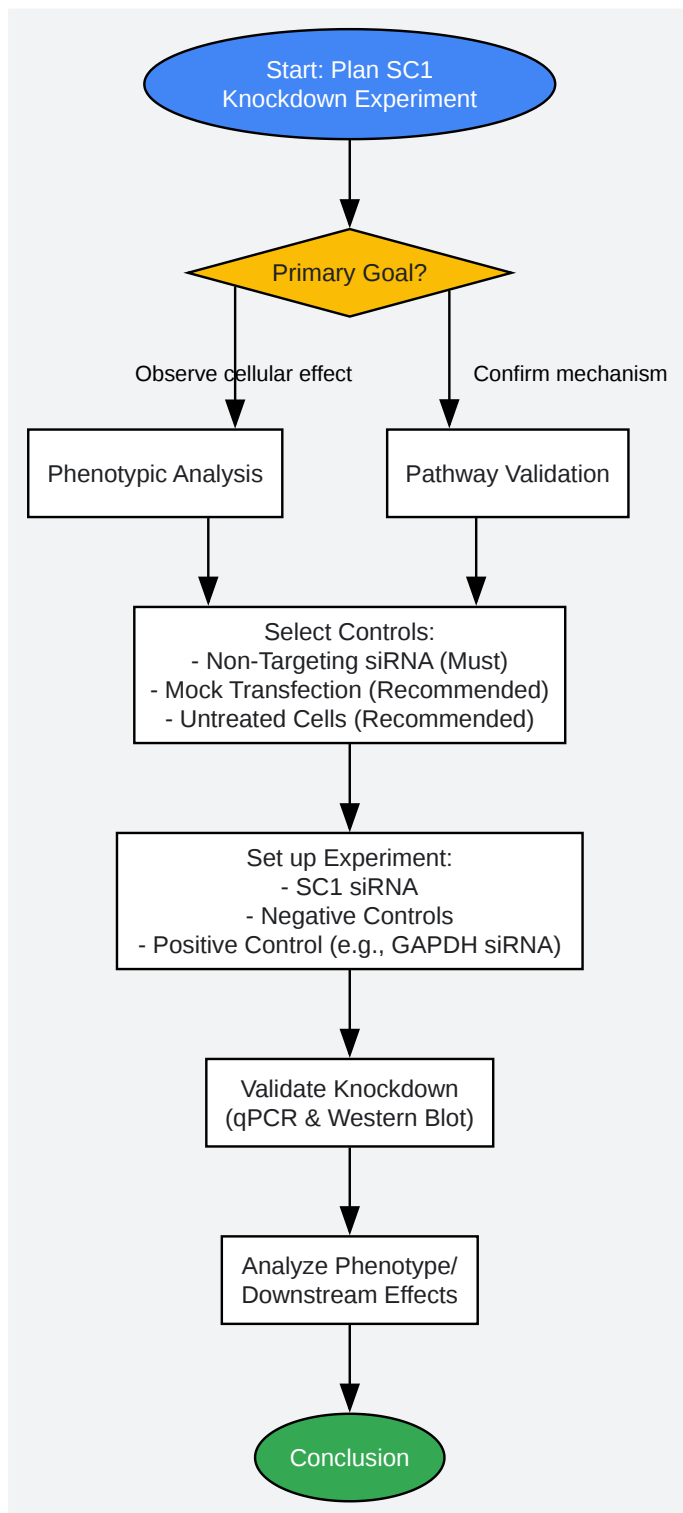 Start: Plan SC1
Knockdown Experiment
Primary Goal?
Observe cellular effect
Confirm mechanism
Phenotypic Analysis
Pathway Validation
Select Controls:
- Non-Targeting siRNA (Must)
- Mock Transfection (Recommended)
- Untreated Cells (Recommended)
Set up Experiment:
- SC1 siRNA
- Negative Controls
- Positive Control (e.g., GAPDH siRNA)
Validate Knockdown
(qPCR & Western Blot)
Analyze Phenotype/
Downstream Effects
Conclusion